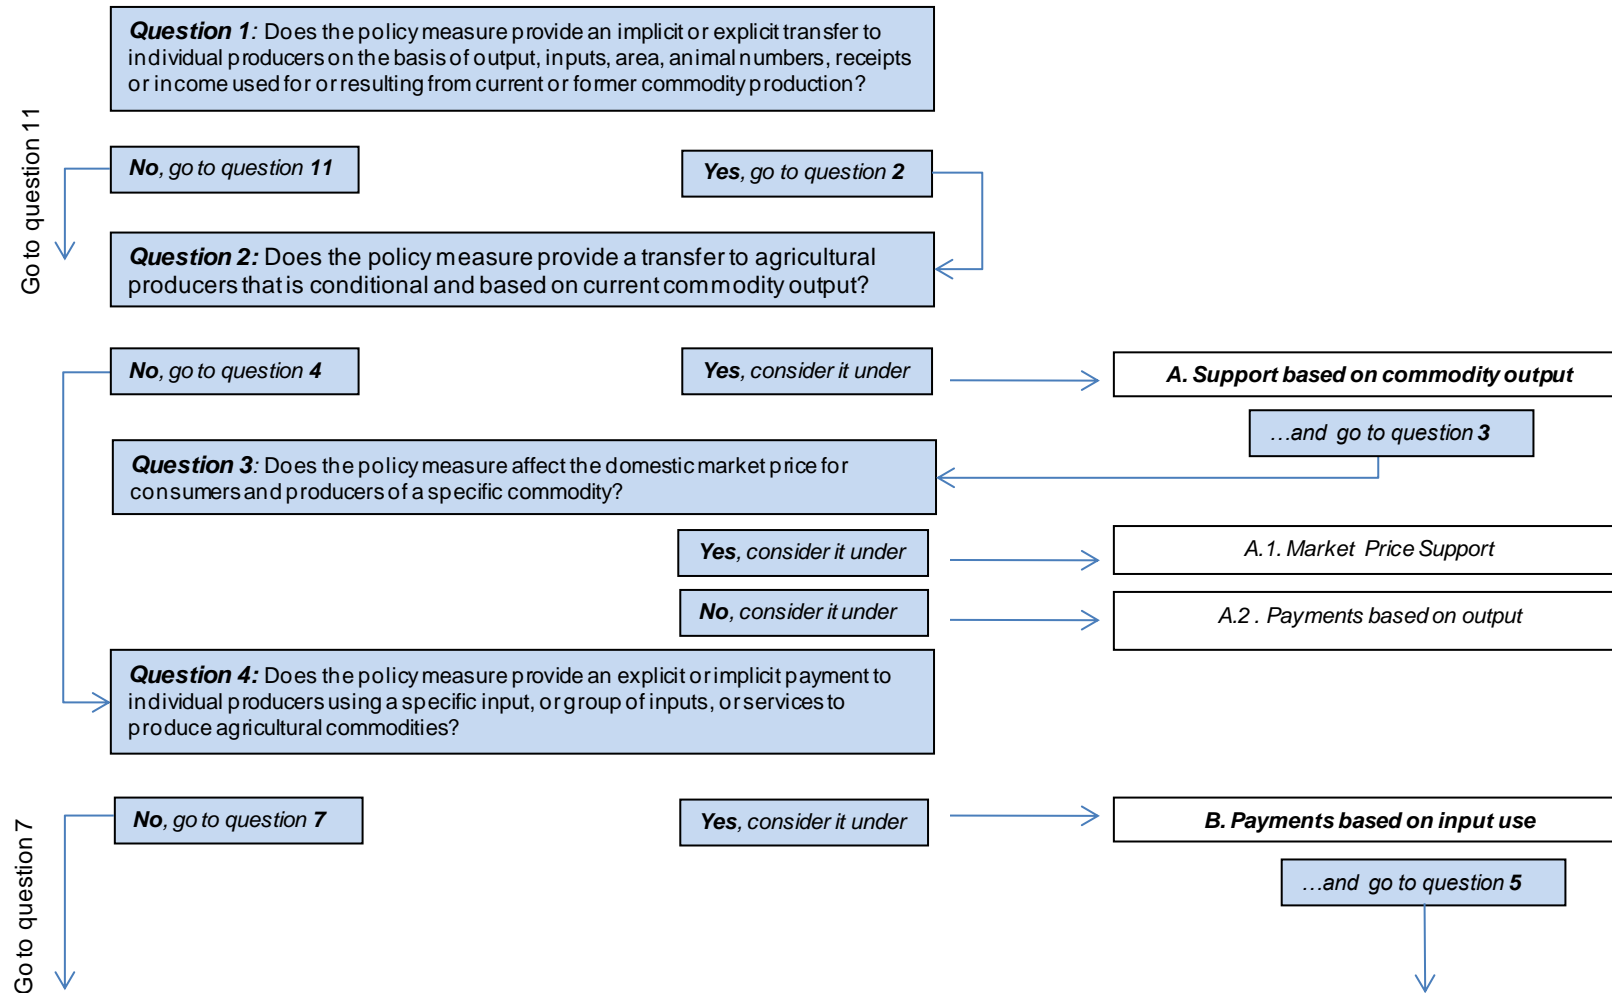 Question 1: Does the policy measure provide an implicit or explicit transfer to
individual producers on the basis of output, inputs, area, animal numbers, receipts
or income used for or resulting from current or former commodity production?
Go to question 11
No, go to question 11
Yes, go to question 2
Question 2: Does the policy measure provide a transfer to agricultural
producers that is conditional and based on current commodity output?
No, go to question 4
Yes, consider it under
A. Support based on commodity output
…and go to question 3
Question 3: Does the policy measure affect the domestic market price for
consumers and producers of a specific commodity?
Yes, consider it under
A.1. Market Price Support
No, consider it under
A.2 . Payments based on output
Question 4: Does the policy measure provide an explicit or implicit payment to
individual producers using a specific input, or group of inputs, or services to
produce agricultural commodities?
Go to question 7
No, go to question 7
Yes, consider it under
B. Payments based on input use
…and go to question 5